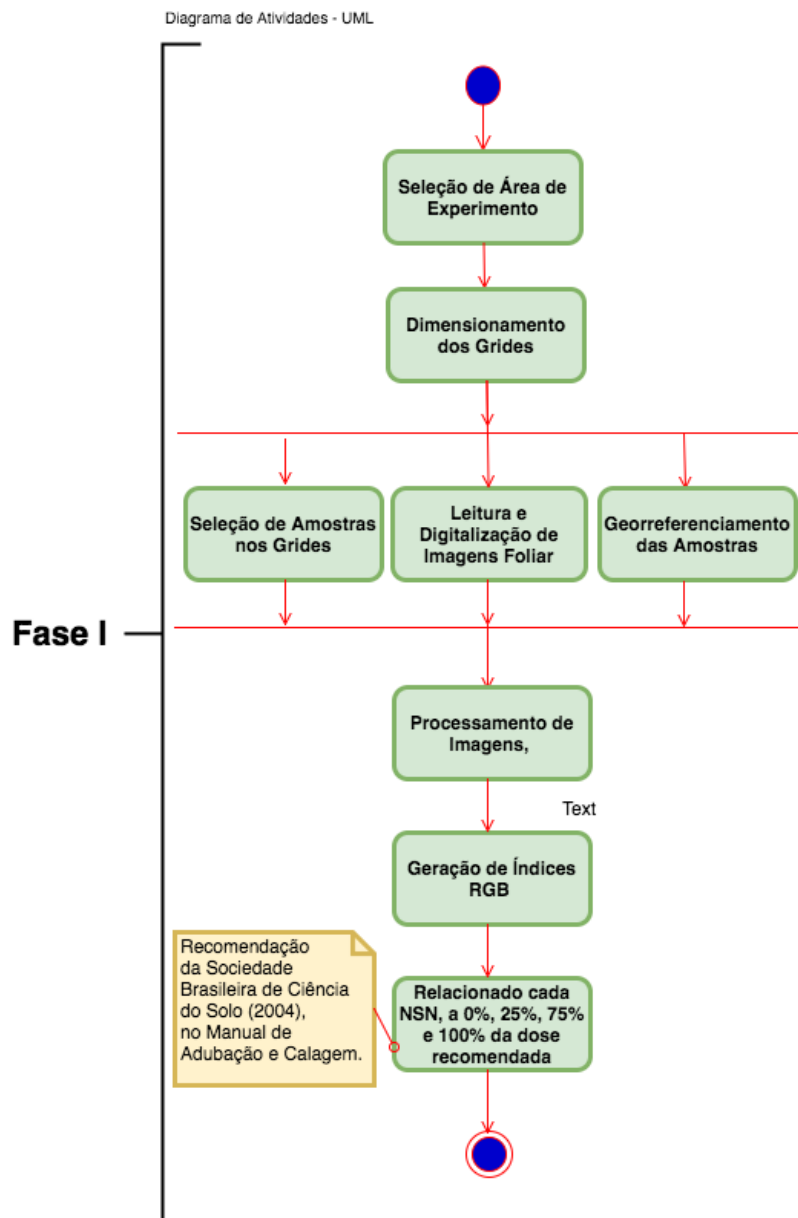 Diagrama de Atividades - UML
Seleção de Área de
Experimento
Dimensionamento
dos Grides
Seleção de Amostras
nos Grides
Leitura e
Digitalização de
Imagens Foliar
Georreferenciamento
das Amostras
Fase I
Processamento de
Imagens,
Text
Geração de Índices
RGB
Recomendação
da Sociedade
Brasileira de Ciência
do Solo (2004),
no Manual de
Adubação e Calagem.
Relacionado cada
NSN, a 0%, 25%, 75%
e 100% da dose
recomendada